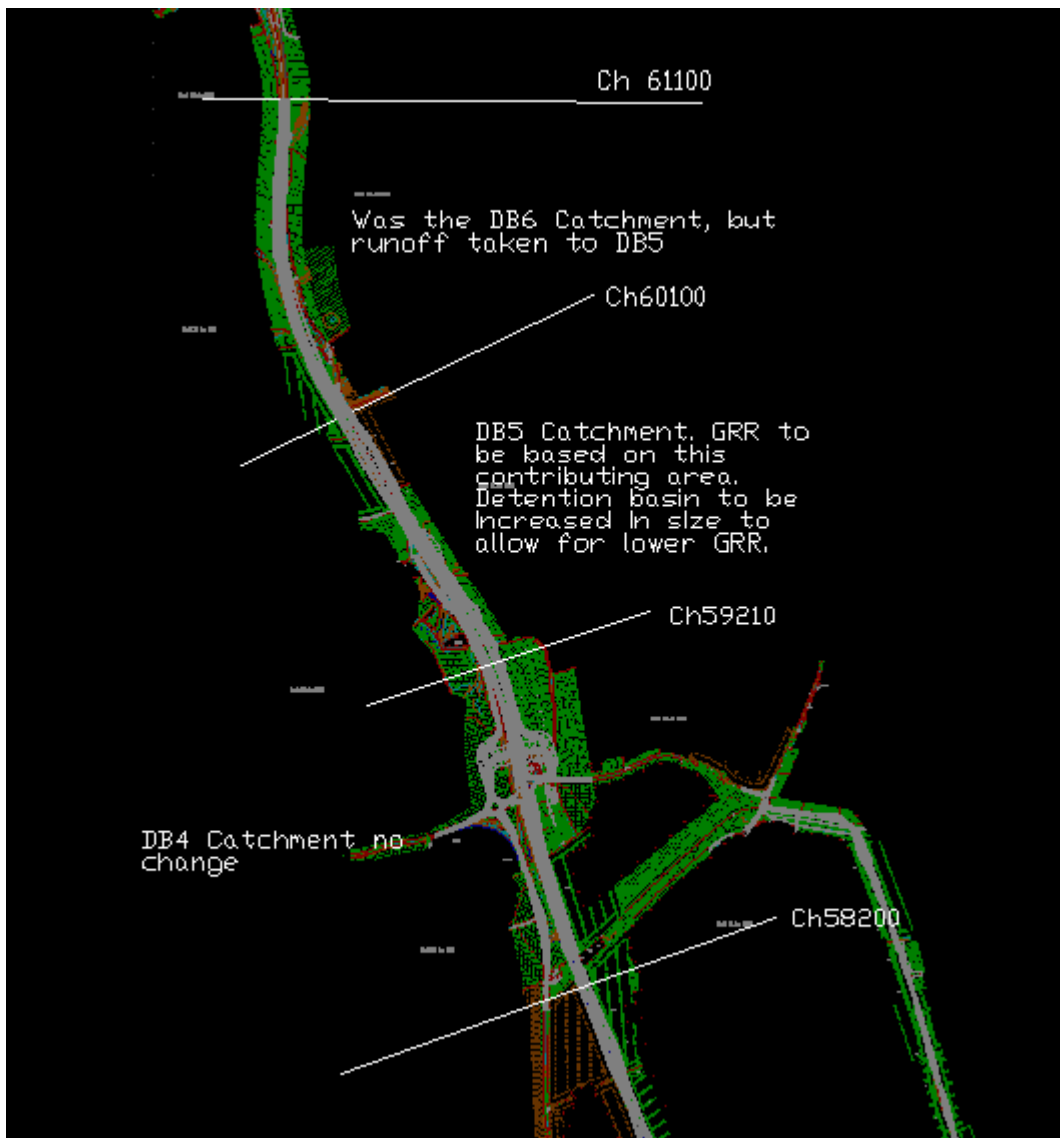 Ch 61100
Was the DB6 Catchment, but
runoff taken to DB5
Ch60100
DB5 Catchment. GRR to
be based on this
contributing area.
Detention basin to be
Increased In sIze to
allow for lower GRR.
Ch59210
DB4 Catchment no
change
Ch58200